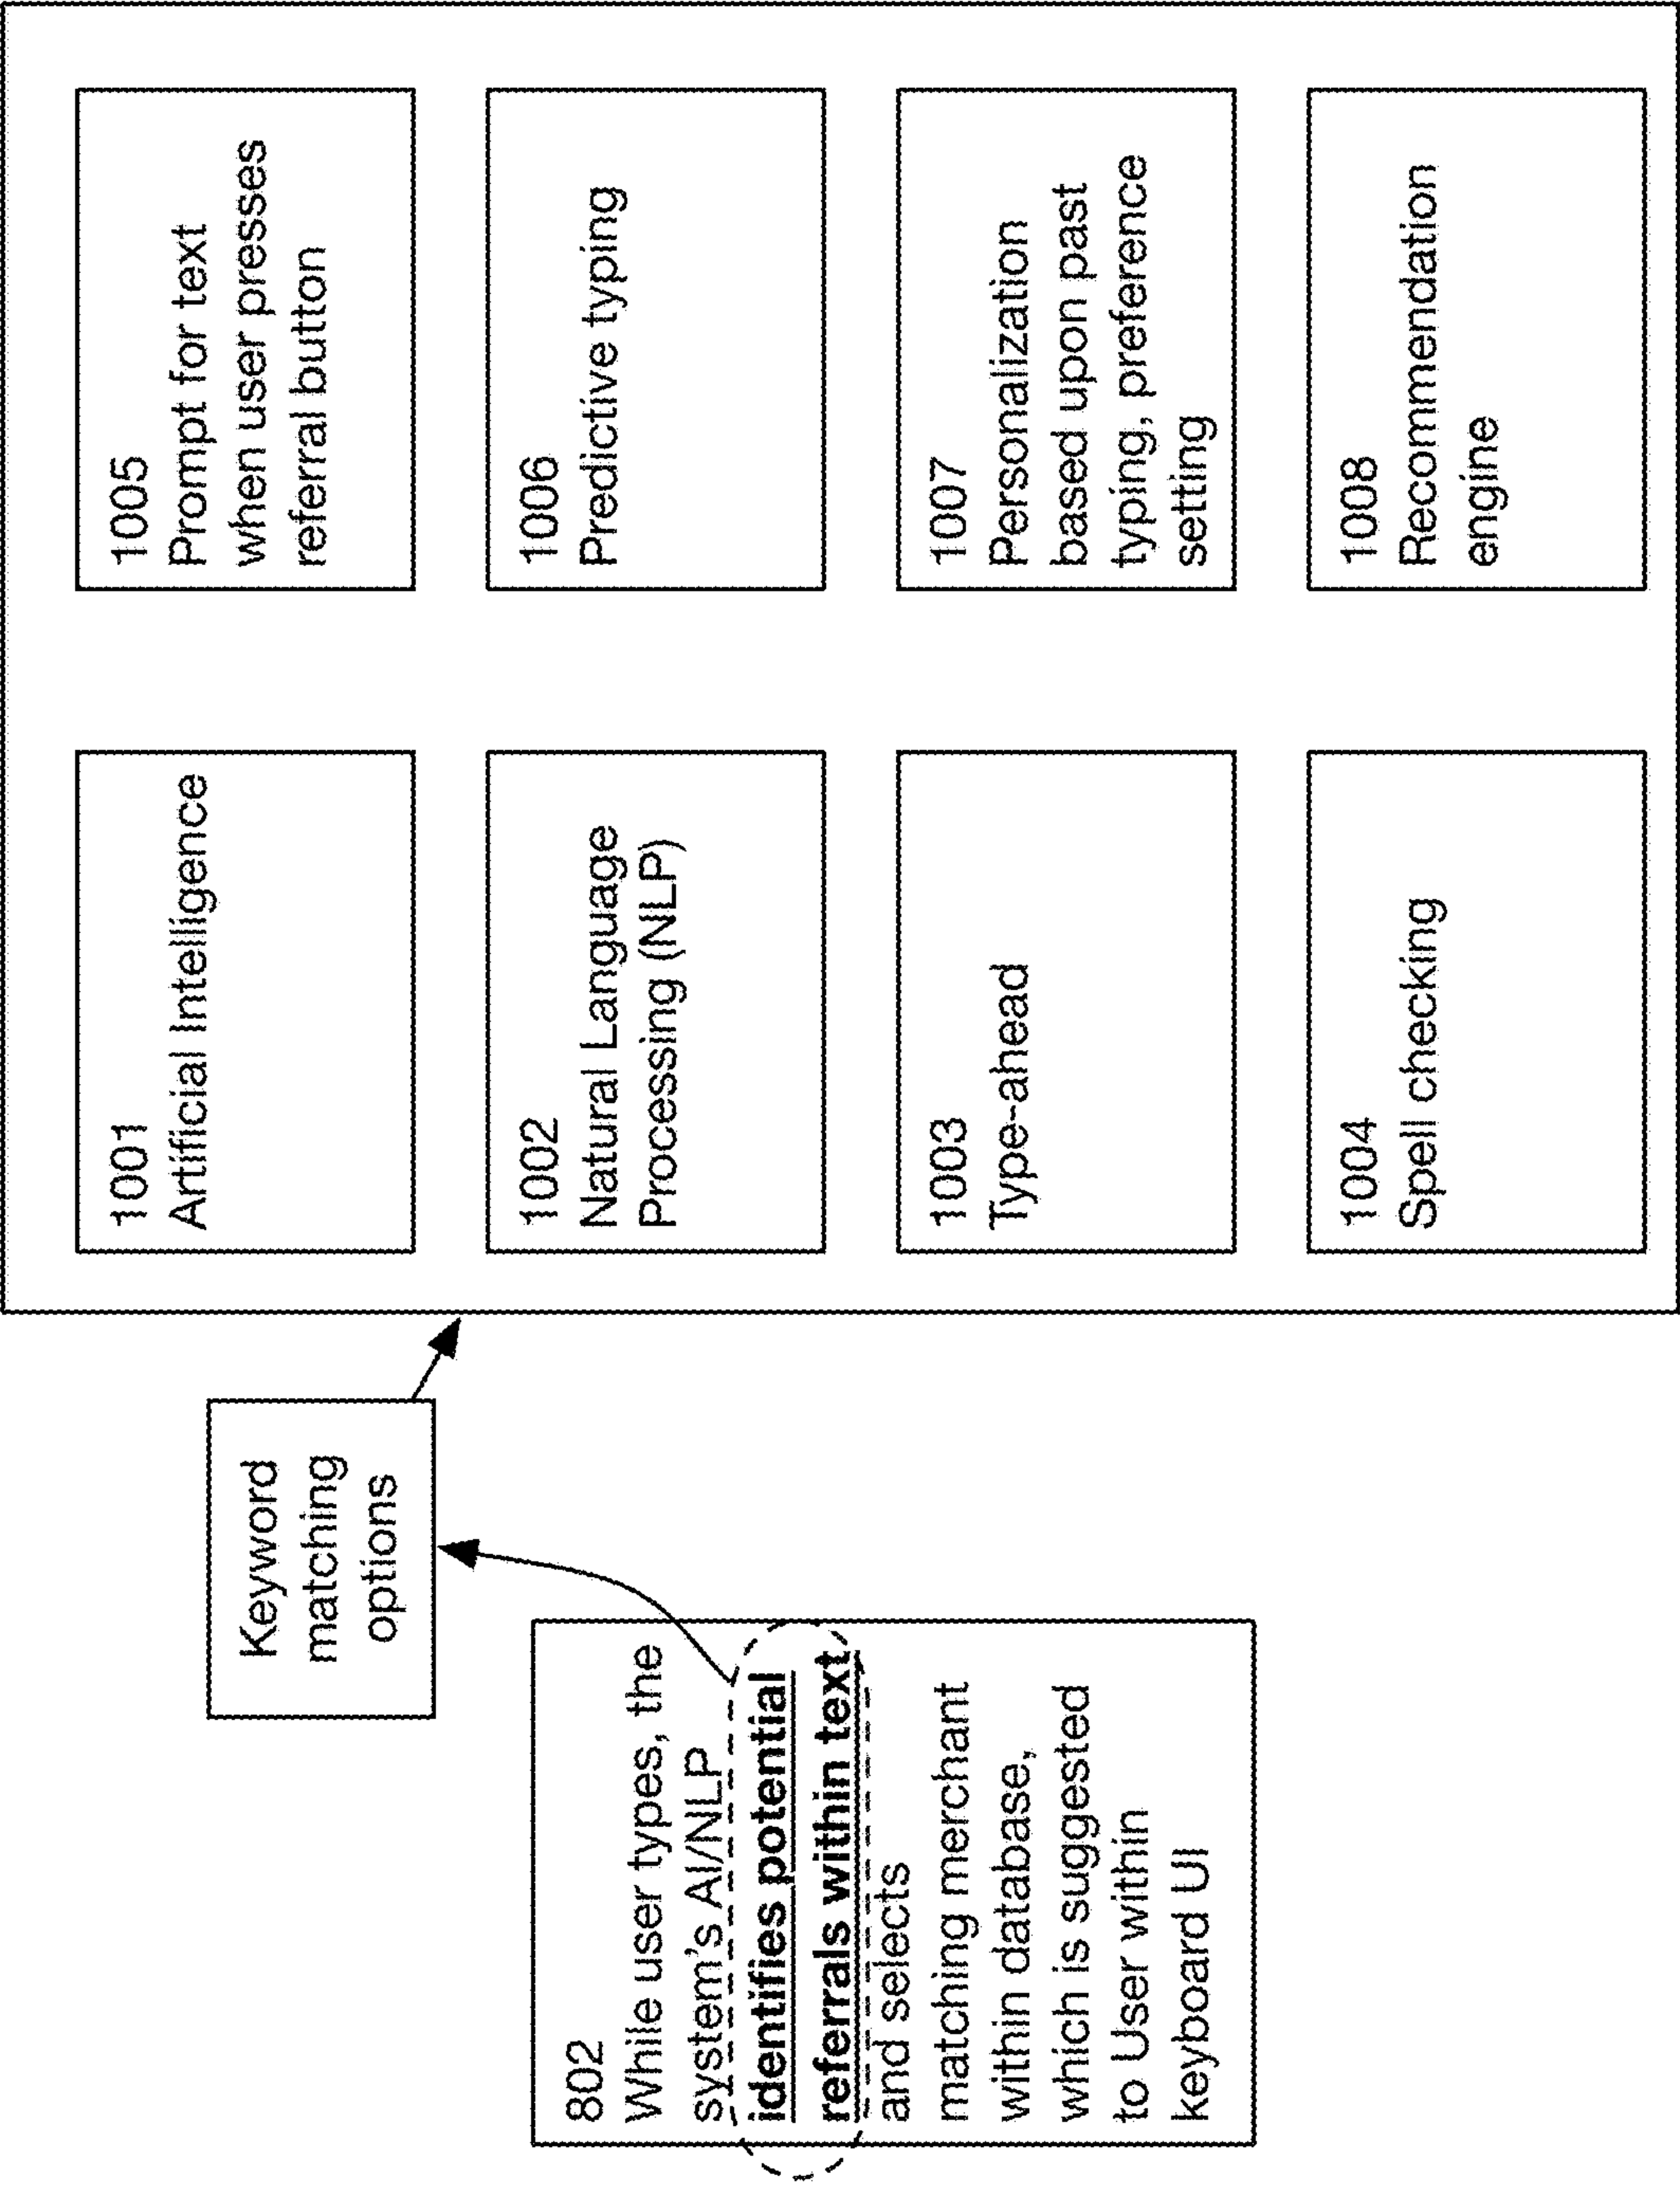 802
While user types, the
system's AI/NLP
identifies potential
referrals within text
and selects
matching merchant
within database,
which is suggested
to User within
keyboard UI
Keyword
matching
options
1001
Artificial Intelligence
1002
Natural Language
Processing (NLP)
1003
Type-ahead
1004
Spell checking
1005
Prompt for text
when user presses
referral button
1006
Predictive typing
1007
Personalization
based upon past
typing, preference
setting
1008
Recommendation
engine